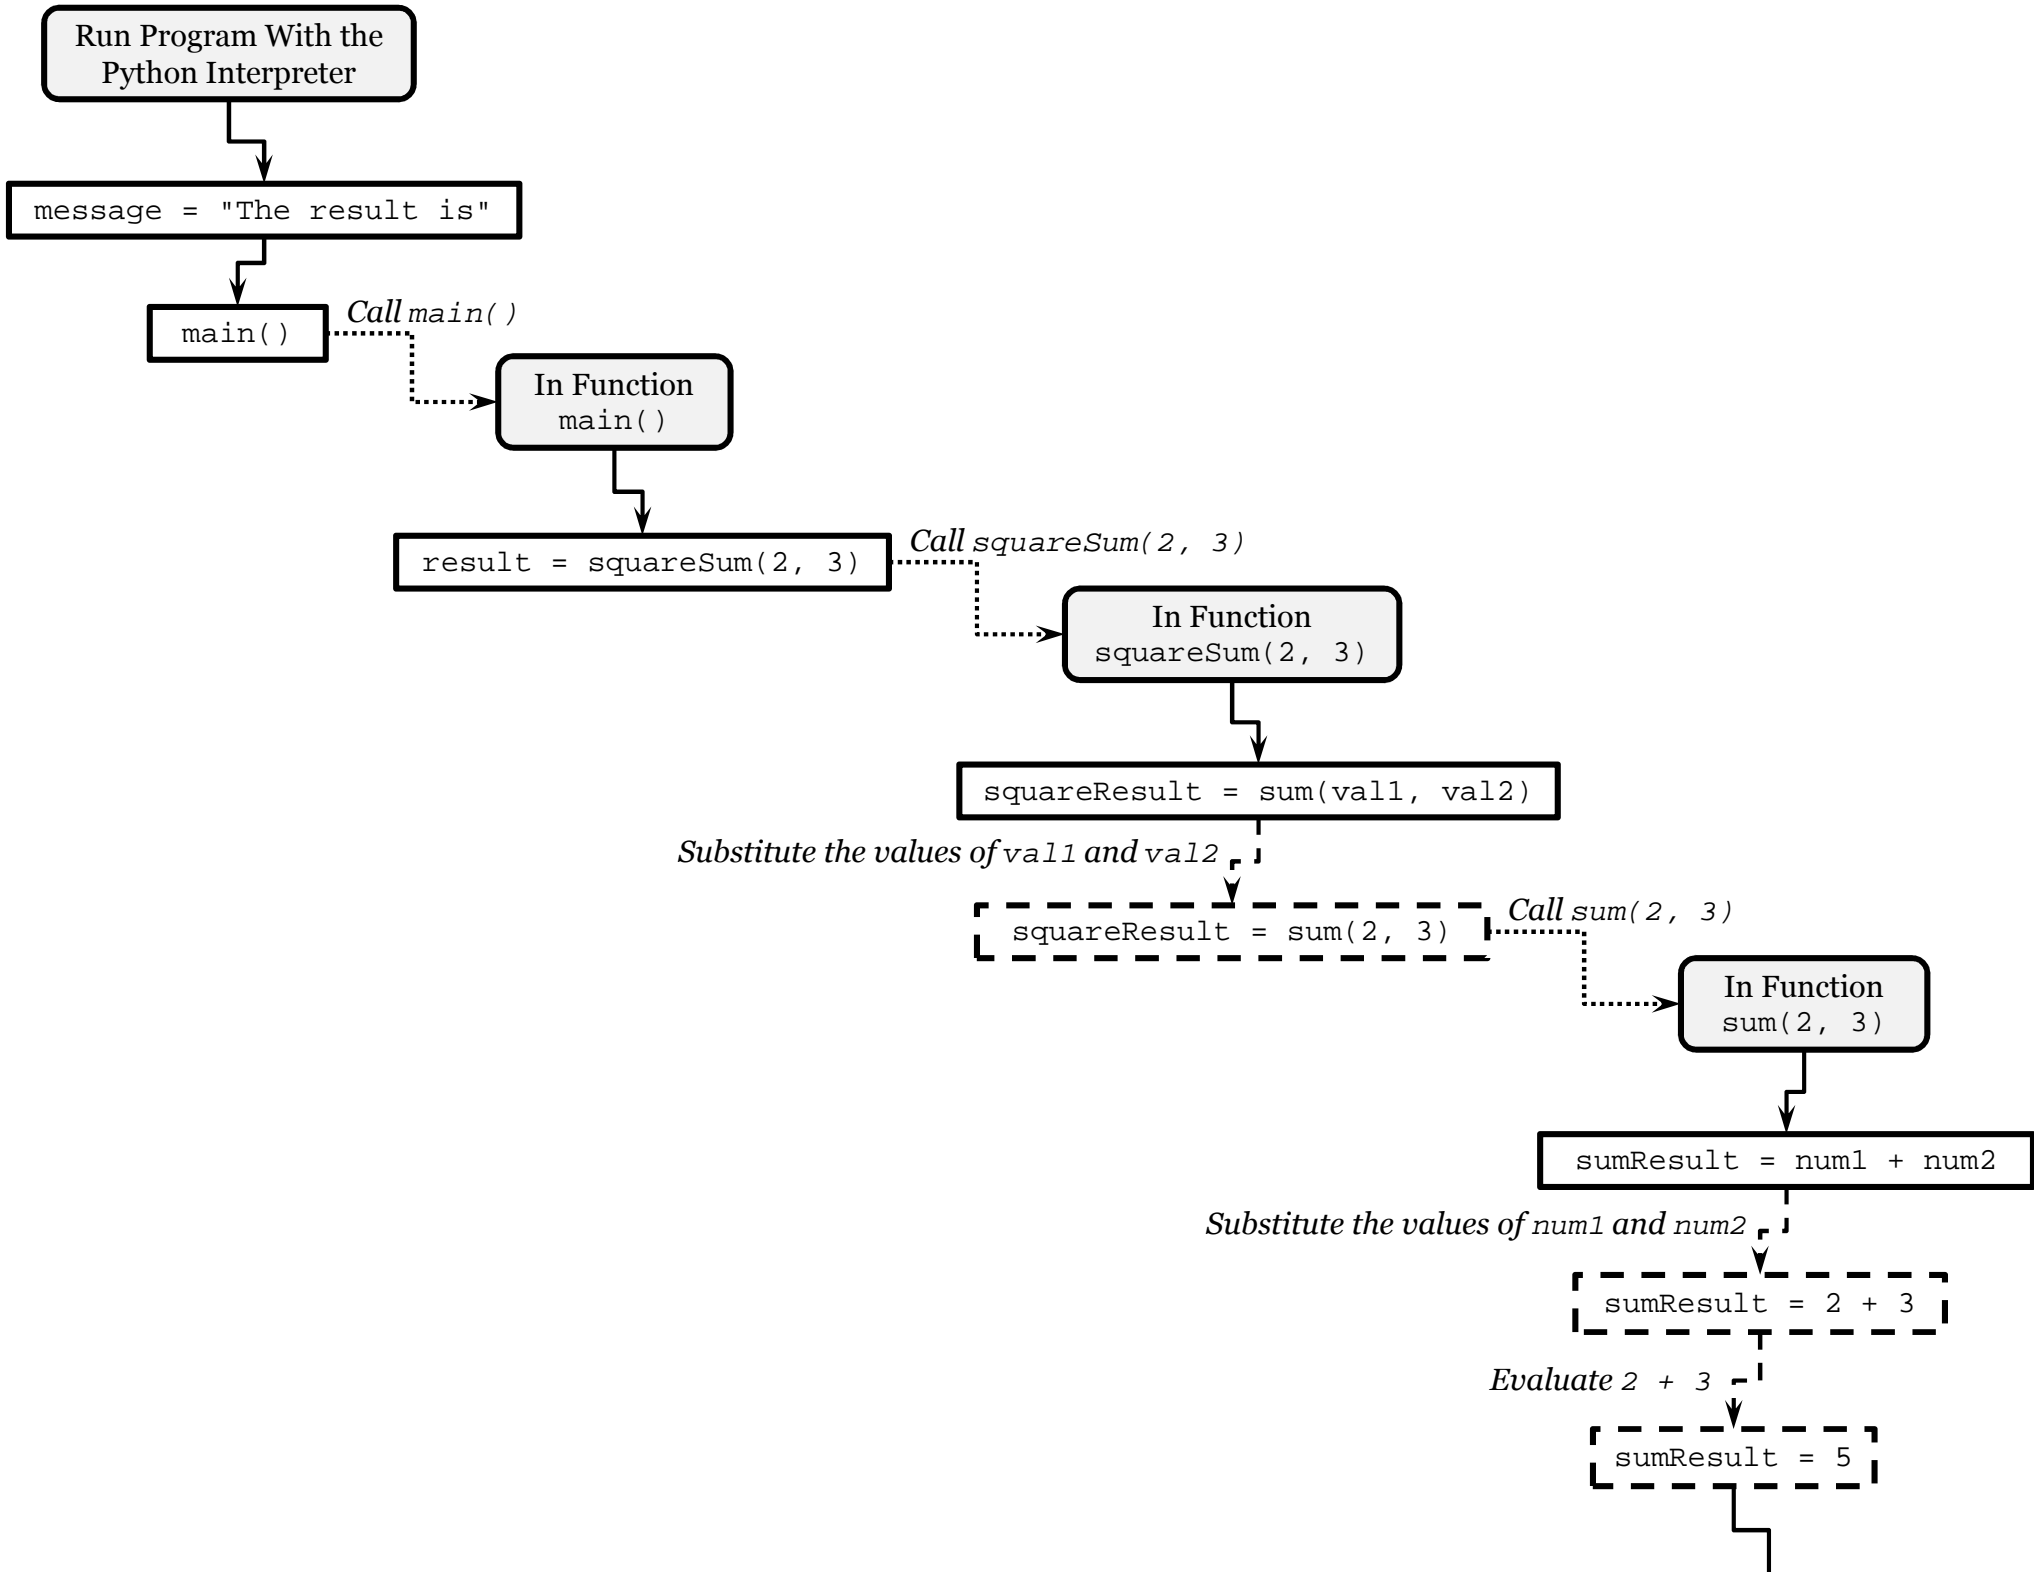 Run Program With the
Python Interpreter
message = "The result is"
main()
Call main()
In Function
main()
result = squareSum(2, 3)
Call squareSum(2, 3)
In Function
squareSum(2, 3)
squareResult = sum(val1, val2)
Substitute the values of val1 and val2
squareResult = sum(2, 3)
Call sum(2, 3)
In Function
sum(2, 3)
sumResult = num1 + num2
Substitute the values of num1 and num2
sumResult = 2 + 3
Evaluate 2 + 3
sumResult = 5